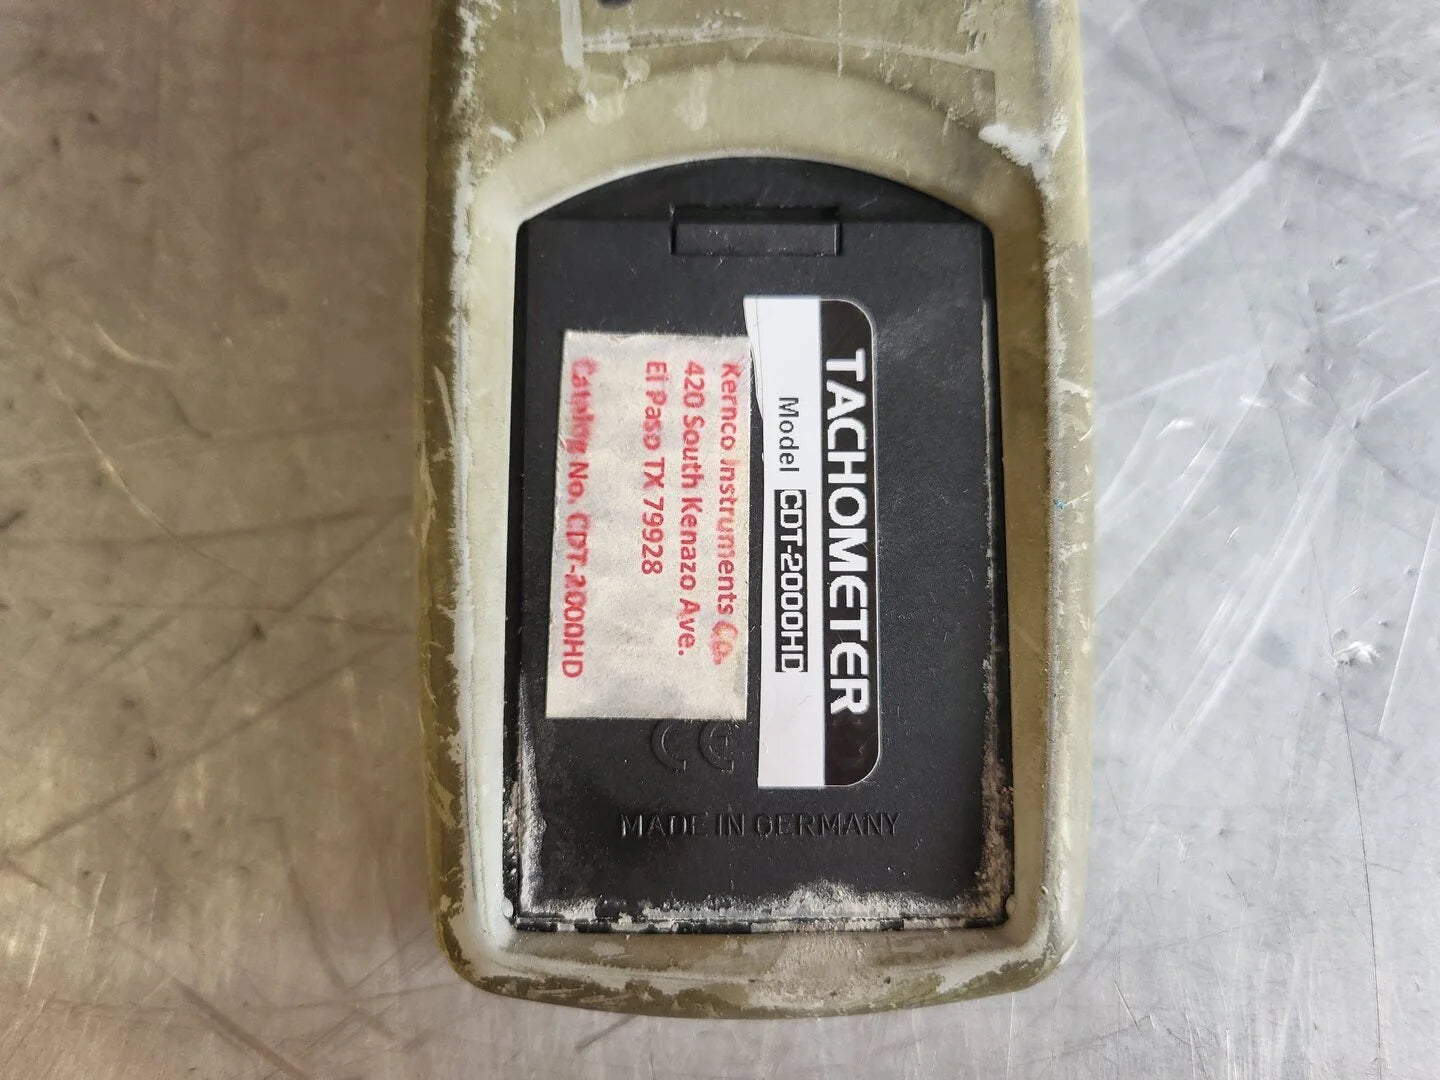 TACHOMETER
Model CDT-2000HD
Kernco Instruments Co.
420 South Kenazo Ave.
El Paso TX 79928
Catalog No. CDT-2000HD
CE
MADE IN GERMANY